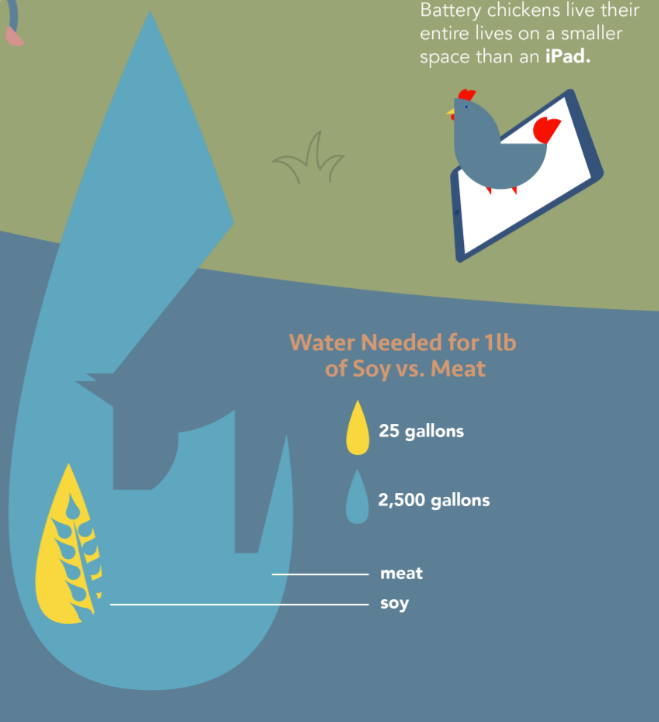 Battery chickens live their
entire lives on a smaller
space than an iPad.
Water Needed for 1lb
of Soy vs. Meat
25 gallons
2,500 gallons
meat
soy